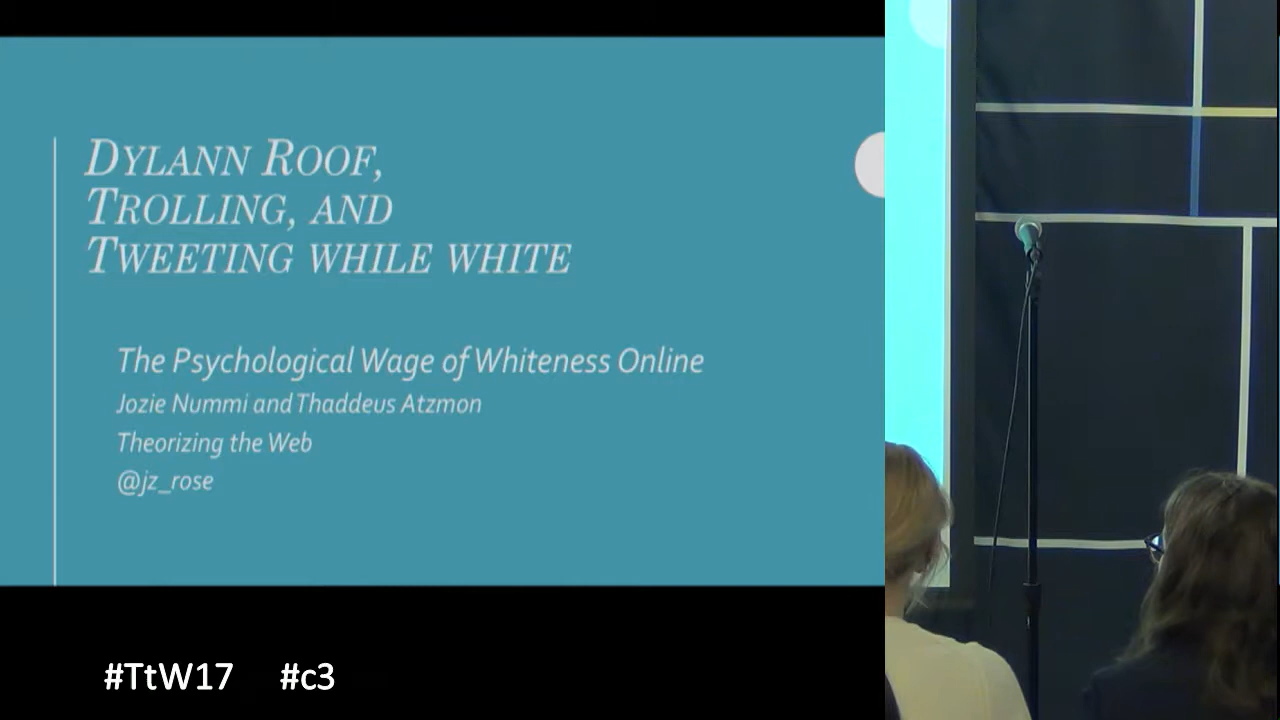 DYLANN ROOF,
TROLLING, AND
TWEETING WHILE WHITE
The Psychological Wage of Whiteness Online
Jozie Nummi and Thaddeus Atzmon
Theorizing the Web
@jz_rose
#TtW17 #c3